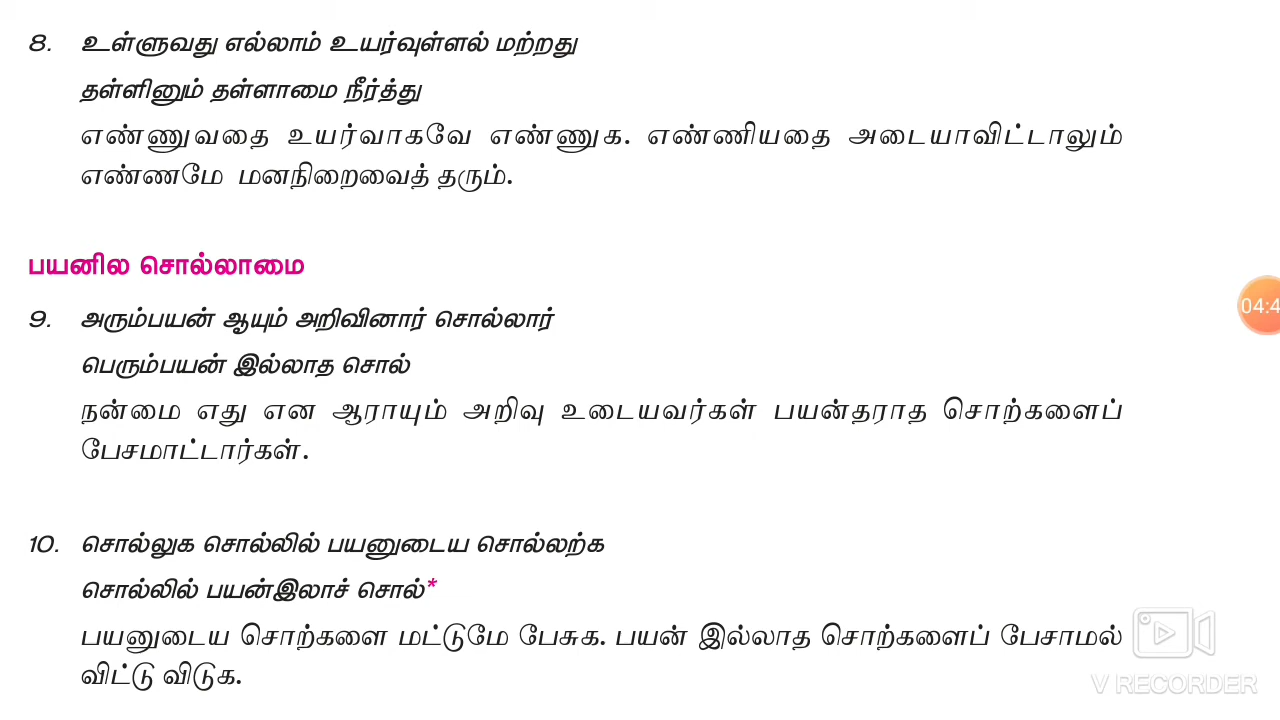 8. உள்ளுவது எல்லாம் உயர்வுள்ளல் மற்றது
தள்ளினும் தள்ளாமை நீர்த்து
எண்ணுவதை உயர்வாகவே எண்ணுக. எண்ணியதை அடையாவிட்டாலும்
எண்ணமே மனநிறைவைத் தரும்.
பயனில சொல்லாமை
9. அரும்பயன் ஆயும் அறிவினார் சொல்லார்
பெரும்பயன் இல்லாத சொல்
நன்மை எது என ஆராயும் அறிவு உடையவர்கள் பயன்தராத சொற்களைப்
பேசமாட்டார்கள்.
04:4
10. சொல்லுக சொல்லில் பயனுடைய சொல்லற்க
சொல்லில் பயன்இலாச் சொல்*
பயனுடைய சொற்களை மட்டுமே பேசுக. பயன் இல்லாத சொற்களைப் பேசாமல்
விட்டு விடுக.
V RECORDER